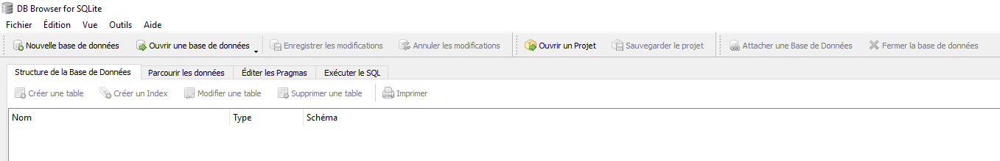 DB Browser for SQLite
Fichier Édition Vue Outils Aide
Nouvelle base de données Ouvrir une base de données Enregistrer les modifications Annuler les modifications Ouvrir un Projet Sauvegarder le projet Attacher une Base de Données Fermer la base de données
Structure de la Base de Données Parcourir les données Éditer les Pragmas Exécuter le SQL
Créer une table Créer un Index Modifier une table Supprimer une table Imprimer
Nom Type Schéma